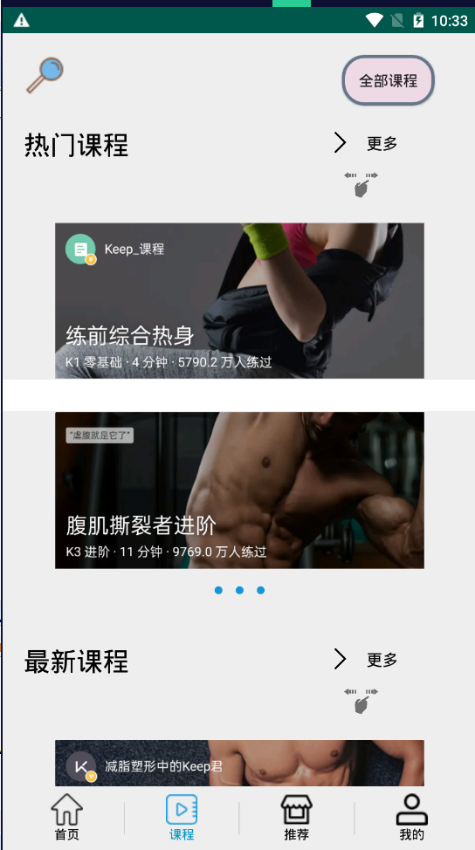 10:33
全部课程
热门课程
更多
Keep_课程
练前综合热身
K1 零基础 · 4 分钟 · 5790.2 万人练过
"虐腹就是它了"
腹肌撕裂者进阶
K3 进阶 · 11 分钟 · 9769.0 万人练过
最新课程
更多
K
减脂塑形中的Keep君
首页
课程
推荐
我的